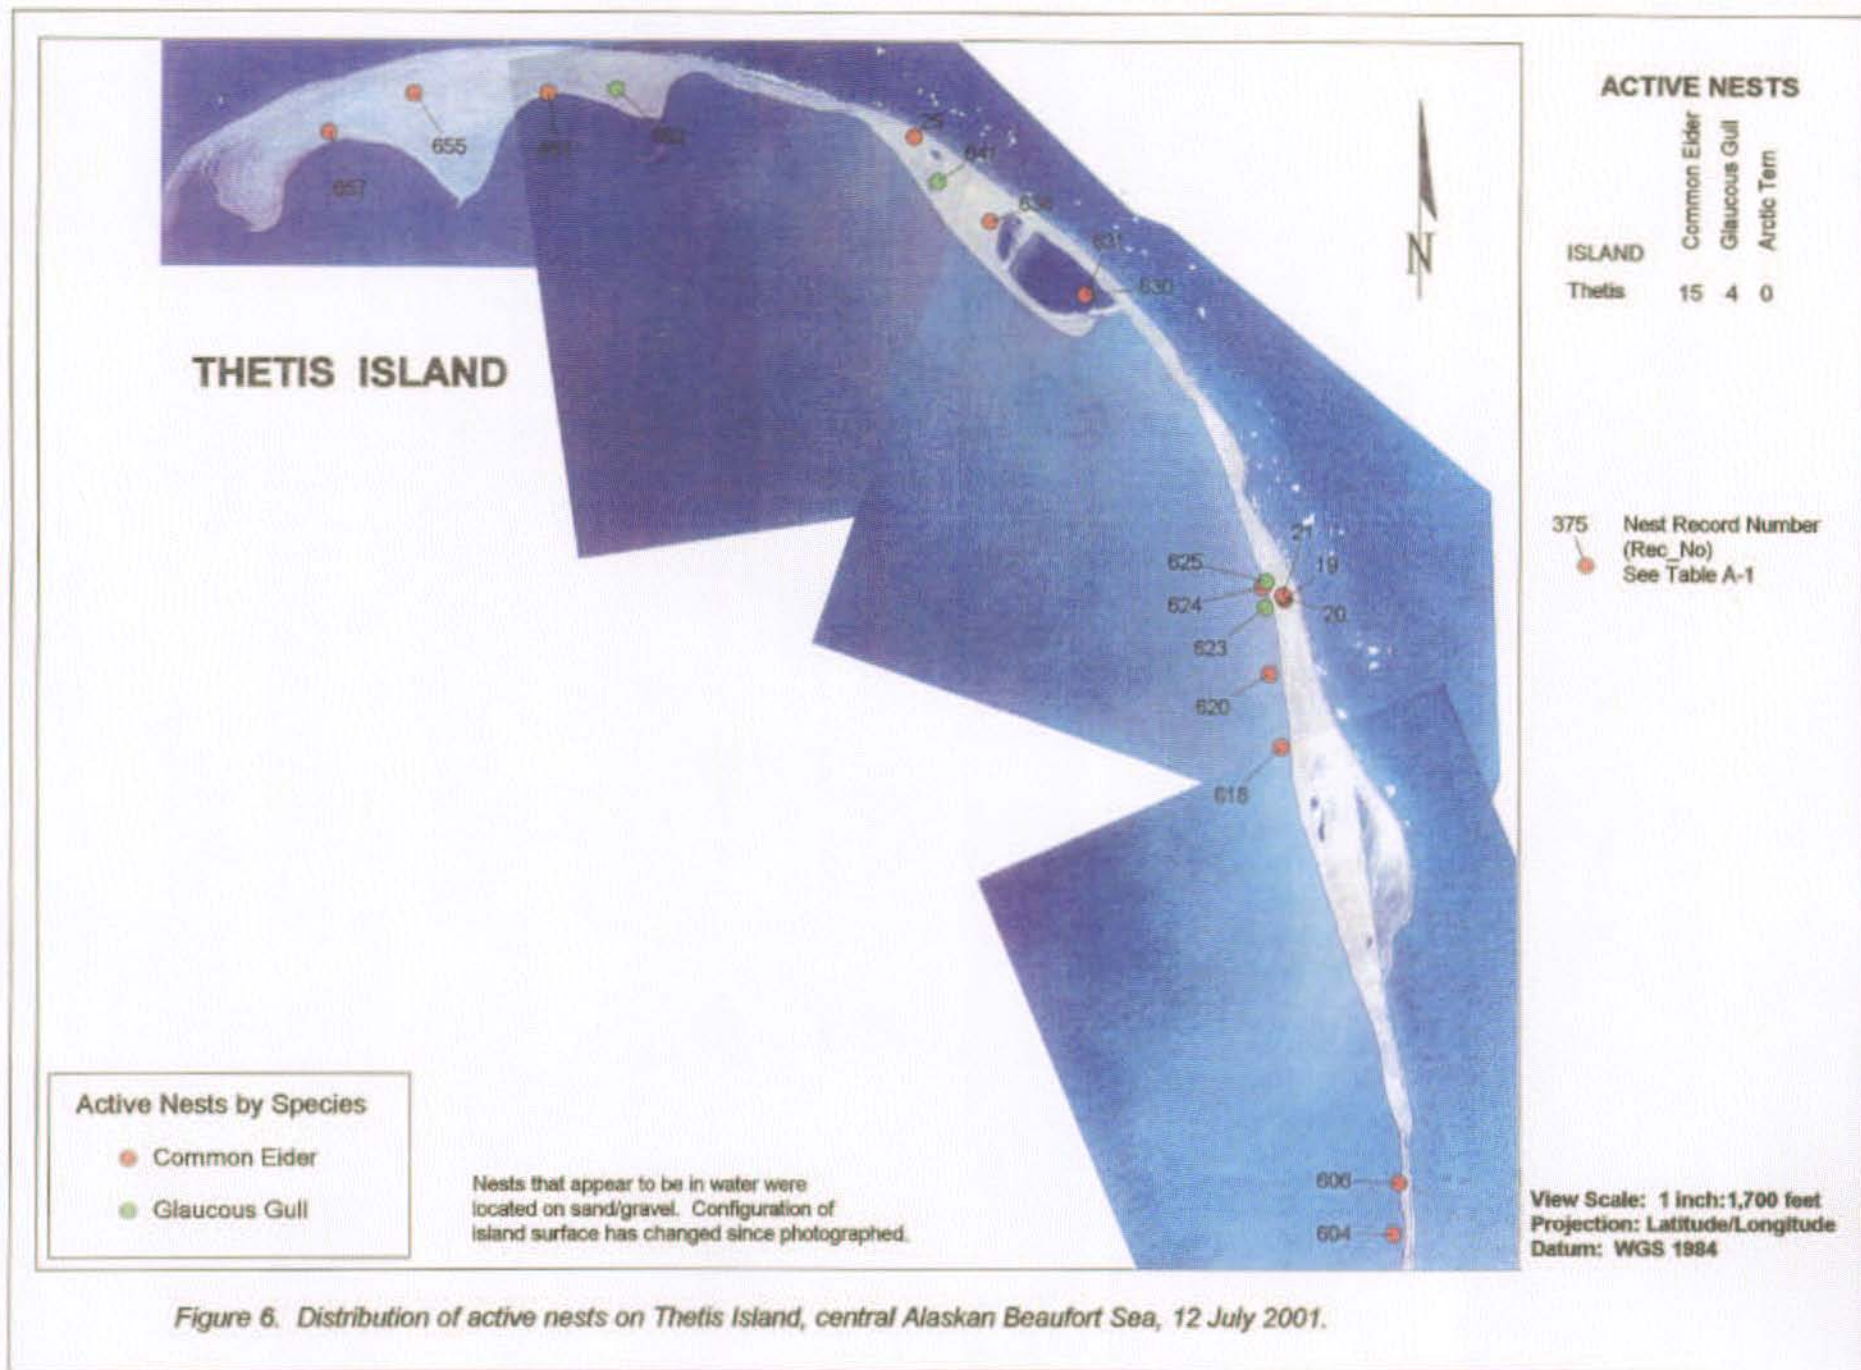 ACTIVE NESTS
Common Eider
Glaucous Gull
Arctic Tern
ISLAND
Thetis 15 4 0
655
657
25
641
631
630
N
THETIS ISLAND
375 Nest Record Number
(Rec_No)
See Table A-1
21
625
19
624
20
623
620
618
606
604
Active Nests by Species
Common Eider
Glaucous Gull
Nests that appear to be in water were
located on sand/gravel. Configuration of
island surface has changed since photographed.
View Scale: 1 inch:1,700 feet
Projection: Latitude/Longitude
Datum: WGS 1984
Figure 6. Distribution of active nests on Thetis Island, central Alaskan Beaufort Sea, 12 July 2001.